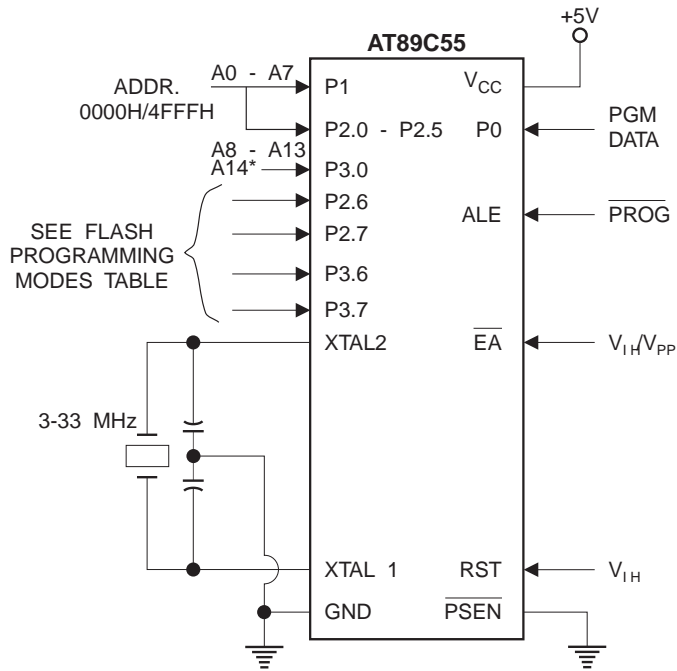 +5V
AT89C55
ADDR.
0000H/4FFFH
A0 - A7
P1
VCC
P2.0 - P2.5
P0
PGM
DATA
A8 - A13
A14*
P3.0
P2.6
ALE
PROG
SEE FLASH
PROGRAMMING
MODES TABLE
P2.7
P3.6
P3.7
XTAL2
EA
VIH/VPP
3-33 MHz
XTAL 1
RST
VIH
GND
PSEN